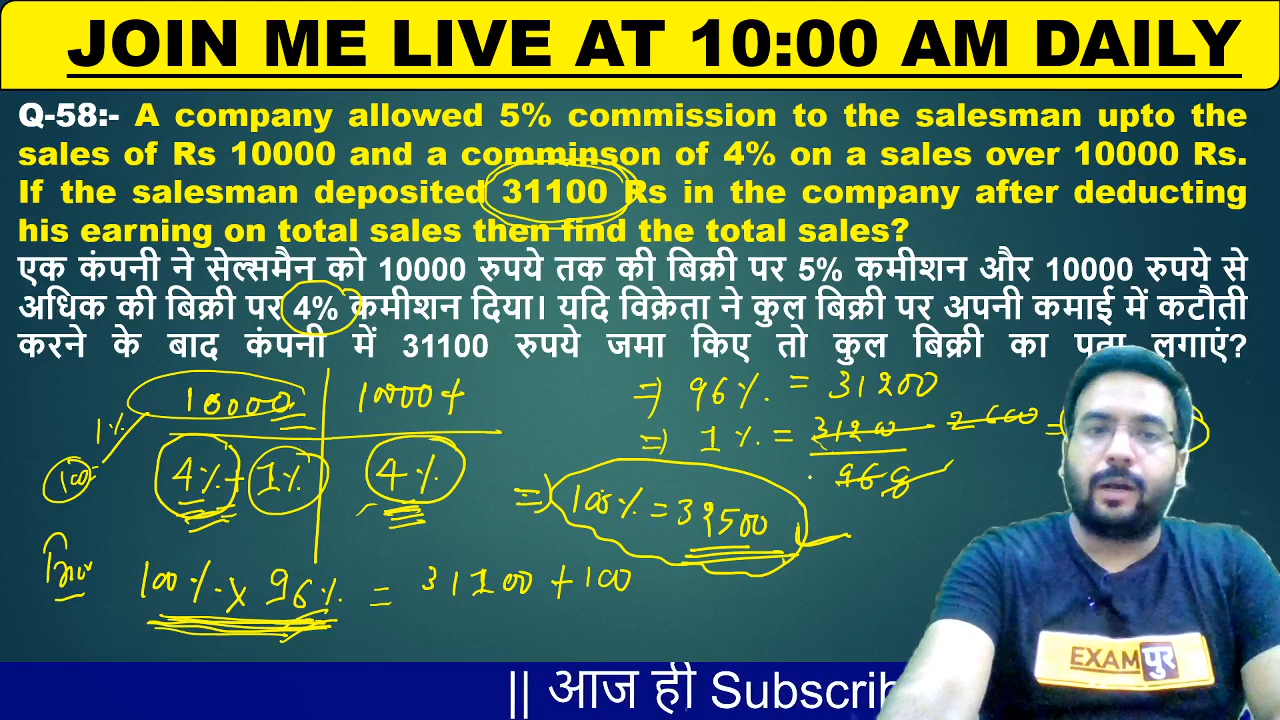 JOIN ME LIVE AT 10:00 AM DAILY
Q-58:- A company allowed 5% commission to the salesman upto the
sales of Rs 10000 and a comminson of 4% on a sales over 10000 Rs.
If the salesman deposited 31100 Rs in the company after deducting
his earning on total sales then find the total sales?
एक कंपनी ने सेल्समैन को 10000 रुपये तक की बिक्री पर 5% कमीशन और 10000 रुपये से
अधिक की बिक्री पर 4% कमीशन दिया। यदि विक्रेता ने कुल बिक्री पर अपनी कमाई में कटौती
करने के बाद कंपनी में 31100 रुपये जमा किए तो कुल बिक्री का पता लगाएं?
10000 10000+
1%
100
4% + 1% 4%
100% × 96% = 31100 + 100
⇒ 96% = 31200
⇒ 1% =
⇒ 100% = 32500
EXAMपुर
|| आज ही Subscrib